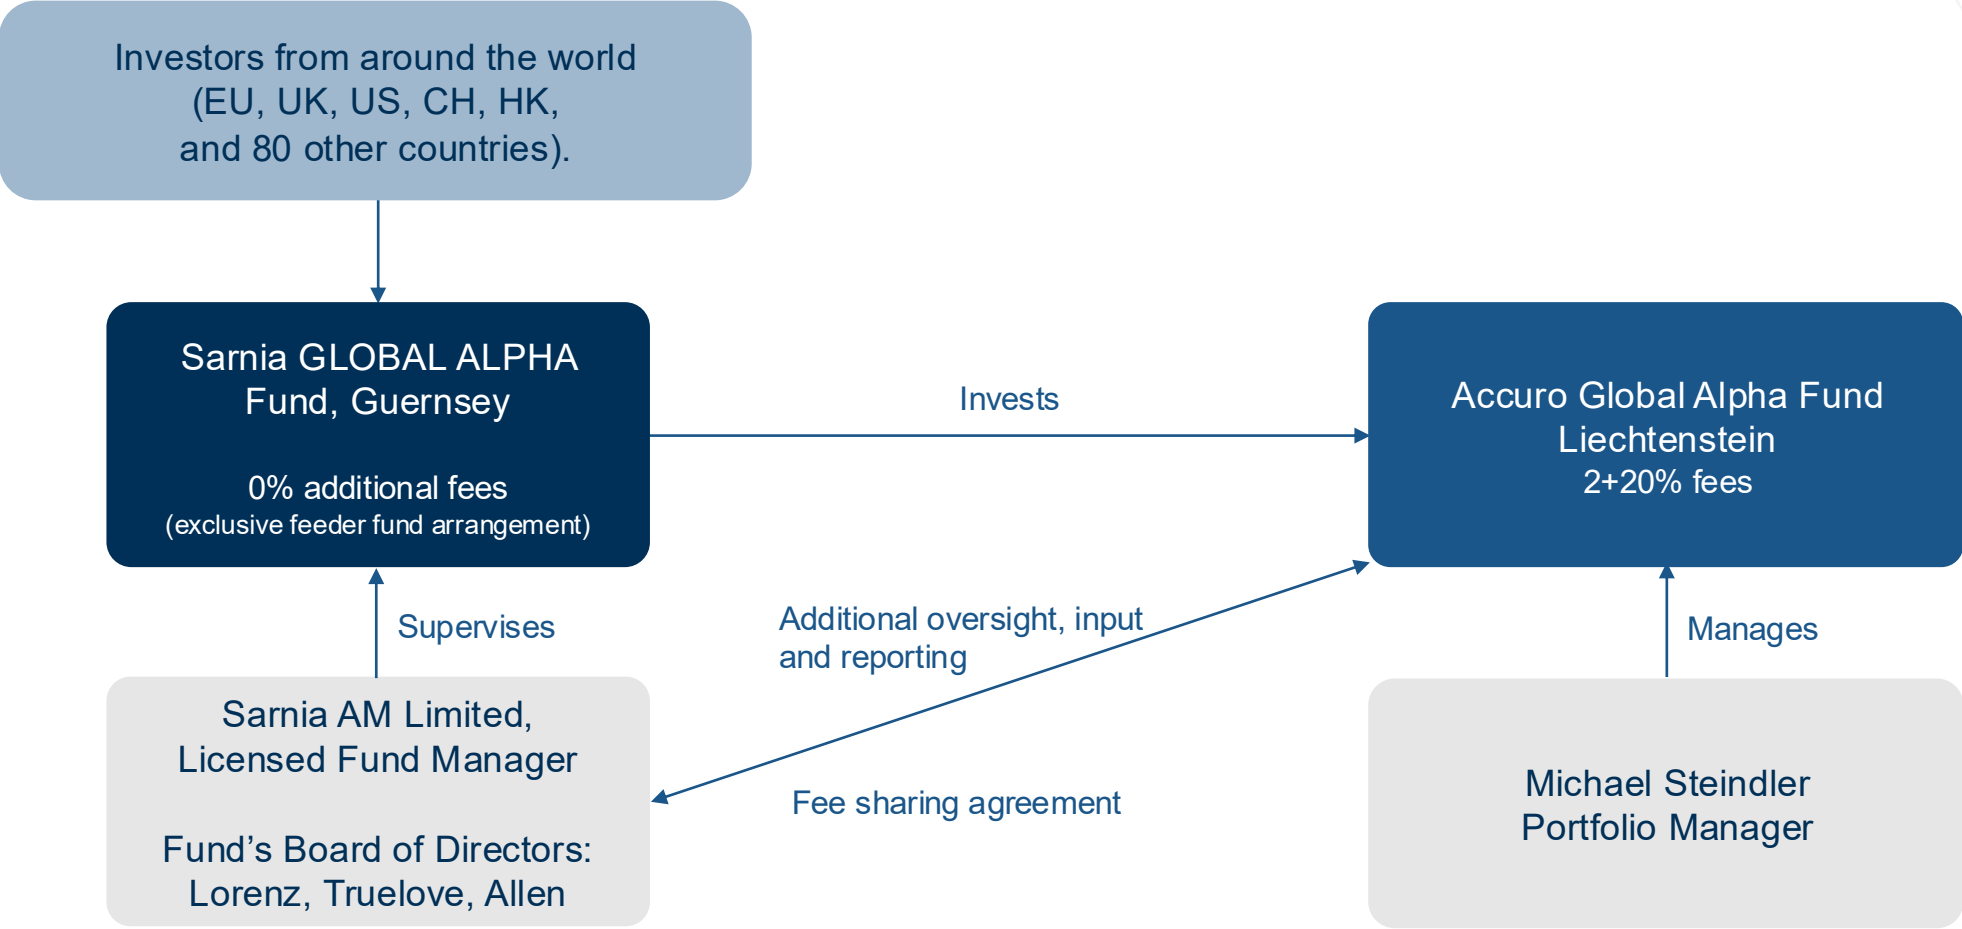 Investors from around the world
(EU, UK, US, CH, HK,
and 80 other countries).
Sarnia GLOBAL ALPHA
Fund, Guernsey
0% additional fees
(exclusive feeder fund arrangement)
Invests
Accuro Global Alpha Fund
Liechtenstein
2+20% fees
Supervises
Additional oversight, input
and reporting
Manages
Sarnia AM Limited,
Licensed Fund Manager
Fund’s Board of Directors:
Lorenz, Truelove, Allen
Fee sharing agreement
Michael Steindler
Portfolio Manager